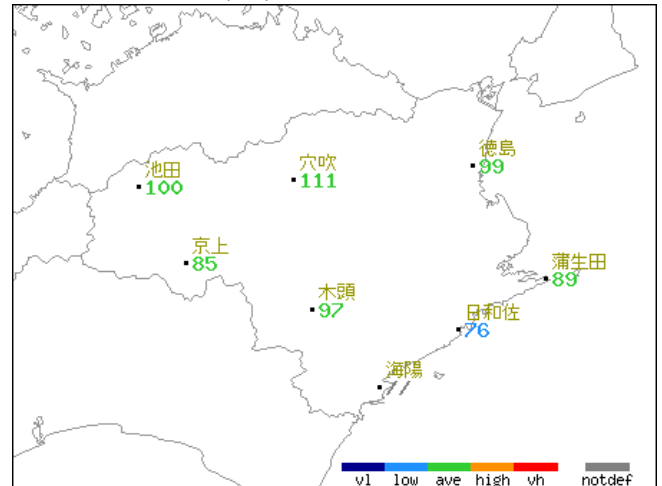 徳島
99
穴吹
111
池田
100
京上
85
蒲生田
89
木頭
97
日和佐
76
海陽
//
vl low ave high vh notdef